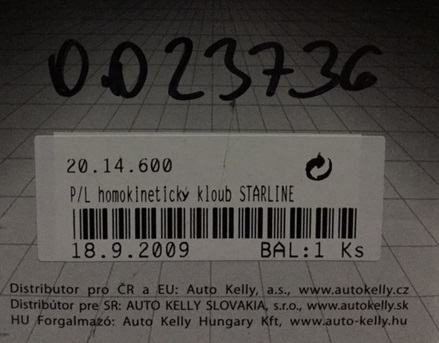 0.023736
20.14.600
P/L homokinetický kloub STARLINE
18.9.2009 BAL:1 Ks
Distributor pro ČR a EU: Auto Kelly, a.s., www.autokelly.cz
Distribútor pre SR: AUTO KELLY SLOVAKIA, s.r.o., www.autokelly.sk
HU Forgalmazó: Auto Kelly Hungary Kft, www.auto-kelly.hu